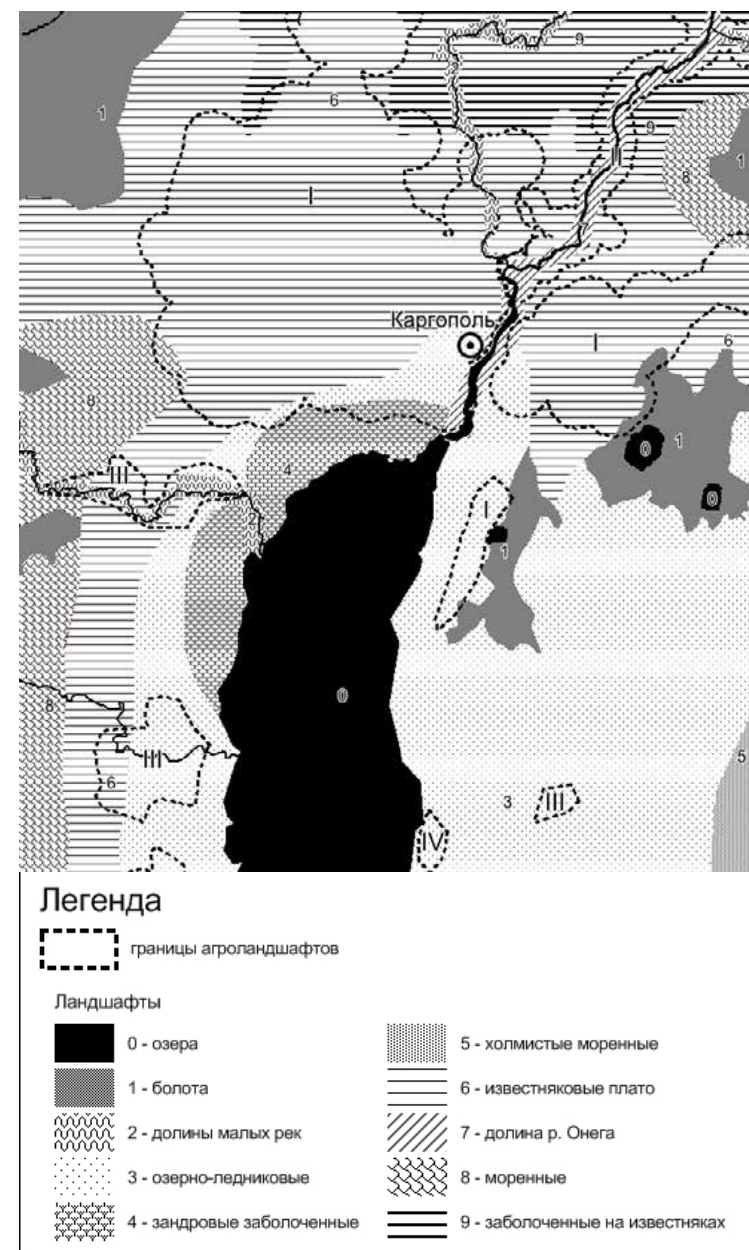 9
2
1
6
9
II
1
8
I
Каргополь
I
6
8
1
0
III
4
0
2
I
1
0
8
5
III
6
3
III
IV
Легенда
границы агроландшафтов
Ландшафты
0 - озера
5 - холмистые моренные
1 - болота
6 - известняковые плато
2 - долины малых рек
7 - долина р. Онега
3 - озерно-ледниковые
8 - моренные
4 - зандровые заболоченные
9 - заболоченные на известняках